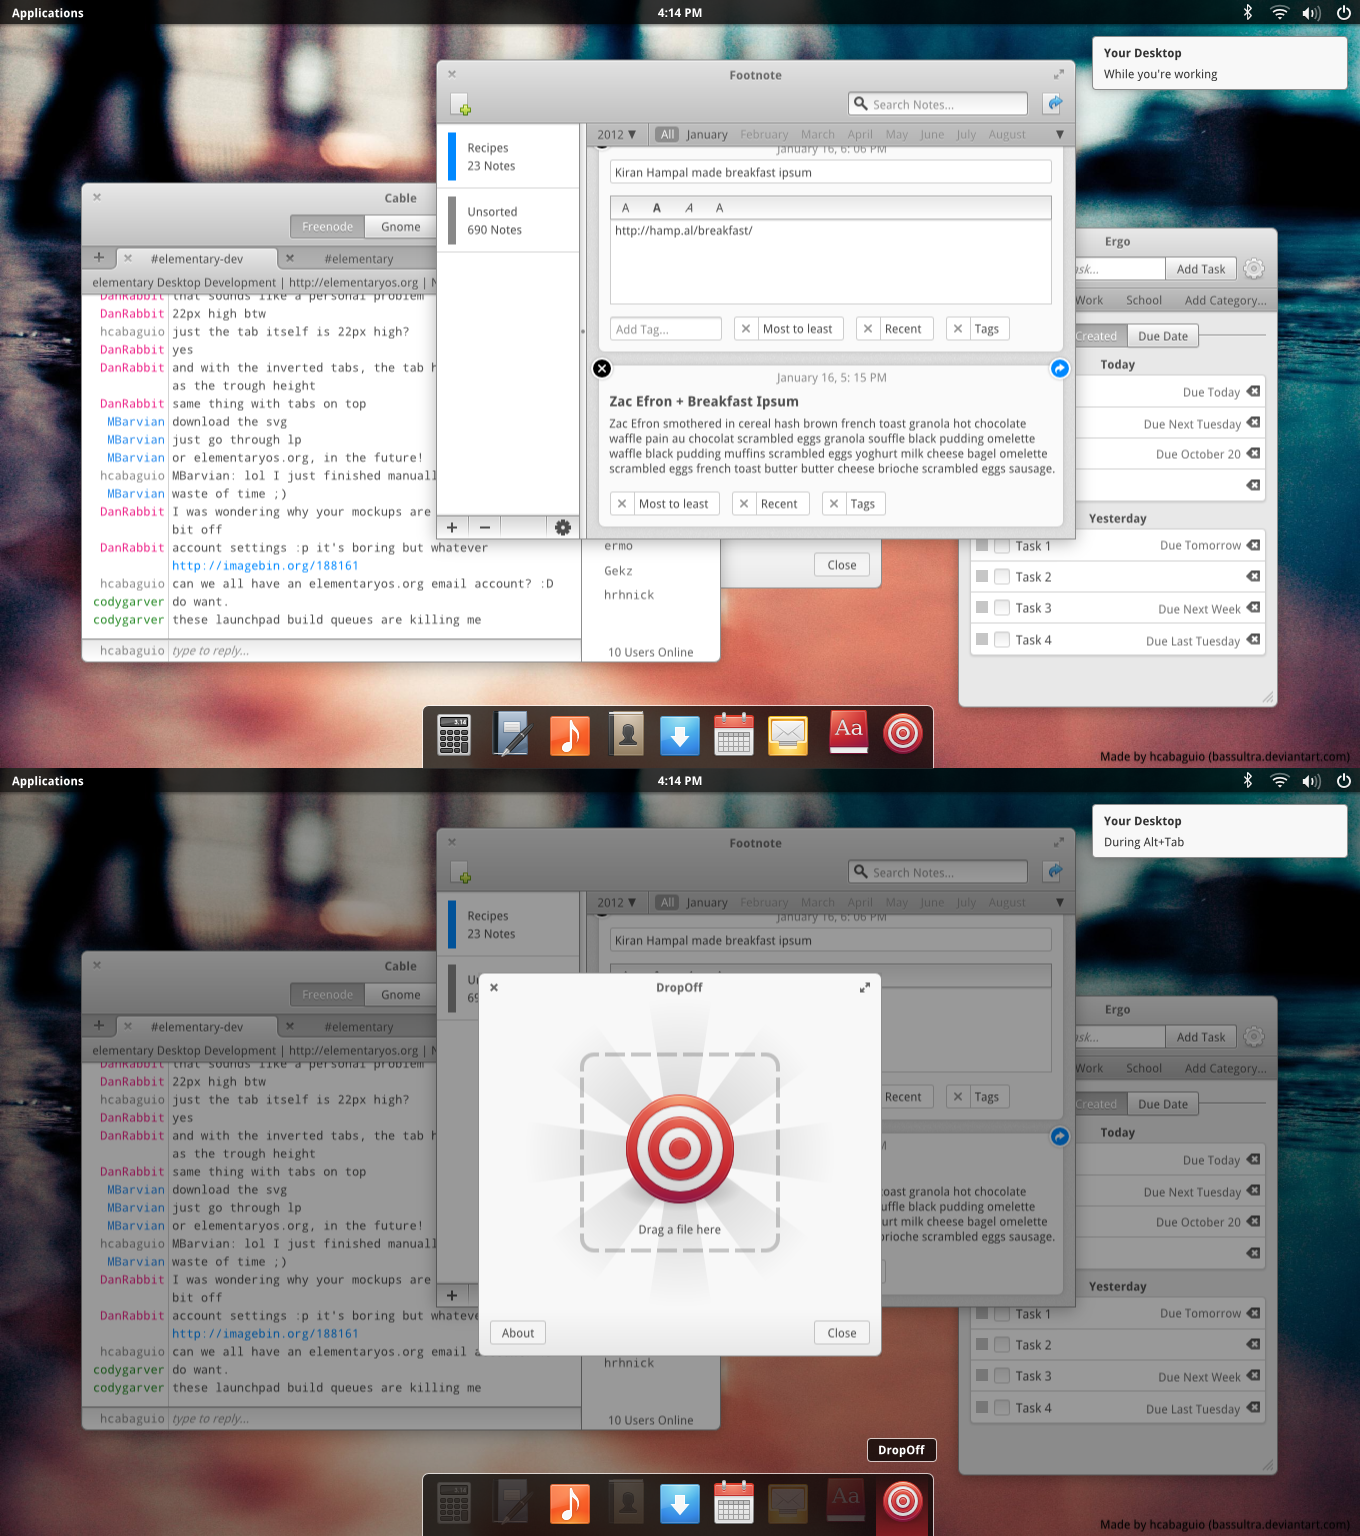 Applications
4:14 PM
Your Desktop
While you're working
Footnote
Search Notes...
2012 ▼ All January February March April May June July August ▼
Recipes
23 Notes
Unsorted
690 Notes
January 16, 6: 06 PM
Kiran Hampal made breakfast ipsum
A A A A
http://hamp.al/breakfast/
Add Tag... Most to least Recent Tags
January 16, 5: 15 PM
Zac Efron + Breakfast Ipsum
Zac Efron smothered in cereal hash brown french toast granola hot chocolate
waffle pain au chocolat scrambled eggs granola souffle black pudding omelette
waffle black pudding muffins scrambled eggs yoghurt milk cheese bagel omelette
scrambled eggs french toast butter butter cheese brioche scrambled eggs sausage.
Most to least Recent Tags
Cable
Freenode Gnome
#elementary-dev #elementary
elementary Desktop Development | http://elementaryos.org | N
DanRabbit that sounds like a personal problem
DanRabbit 22px high btw
hcabaguio just the tab itself is 22px high?
DanRabbit yes
DanRabbit and with the inverted tabs, the tab h
as the trough height
DanRabbit same thing with tabs on top
MBarvian download the svg
MBarvian just go through lp
MBarvian or elementaryos.org, in the future!
hcabaguio MBarvian: lol I just finished manuall
MBarvian waste of time ;)
DanRabbit I was wondering why your mockups are
bit off
DanRabbit account settings :p it's boring but whatever
http://imagebin.org/188161
hcabaguio can we all have an elementaryos.org email account? :D
codygarver do want.
codygarver these launchpad build queues are killing me
hcabaguio type to reply...
ermo
Gekz
hrhnick
10 Users Online
Close
Ergo
ask... Add Task
Work School Add Category...
Created Due Date
Today
Due Today
Due Next Tuesday
Due October 20
Yesterday
Task 1 Due Tomorrow
Task 2
Task 3 Due Next Week
Task 4 Due Last Tuesday
3.14
Aa
Made by hcabaguio (bassultra.deviantart.com)
Applications
4:14 PM
Your Desktop
During Alt+Tab
Footnote
Search Notes...
2012 ▼ All January February March April May June July August ▼
Recipes
23 Notes
Un
69
January 16, 6: 06 PM
Kiran Hampal made breakfast ipsum
Recent Tags
M
oast granola hot chocolate
uffle black pudding omelette
urt milk cheese bagel omelette
brioche scrambled eggs sausage.
Cable
Freenode Gnome
#elementary-dev #elementary
elementary Desktop Development | http://elementaryos.org | N
DanRabbit that sounds like a personal problem
DanRabbit 22px high btw
hcabaguio just the tab itself is 22px high?
DanRabbit yes
DanRabbit and with the inverted tabs, the tab h
as the trough height
DanRabbit same thing with tabs on top
MBarvian download the svg
MBarvian just go through lp
MBarvian or elementaryos.org, in the future!
hcabaguio MBarvian: lol I just finished manuall
MBarvian waste of time ;)
DanRabbit I was wondering why your mockups are
bit off
DanRabbit account settings :p it's boring but whateve
http://imagebin.org/188161
hcabaguio can we all have an elementaryos.org email a
codygarver do want.
codygarver these launchpad build queues are killing me
hcabaguio type to reply...
hrhnick
10 Users Online
DropOff
Drag a file here
About Close
Ergo
ask... Add Task
Work School Add Category...
Created Due Date
Today
Due Today
Due Next Tuesday
Due October 20
Yesterday
Task 1 Due Tomorrow
Task 2
Task 3 Due Next Week
Task 4 Due Last Tuesday
DropOff
3.14
Aa
Made by hcabaguio (bassultra.deviantart.com)